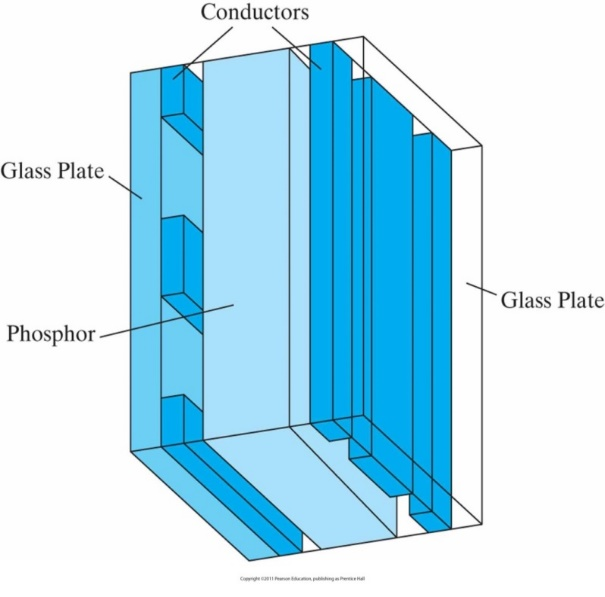 Conductors
Glass Plate
Glass Plate
Phosphor
Copyright ©2011 Pearson Education, publishing as Prentice Hall